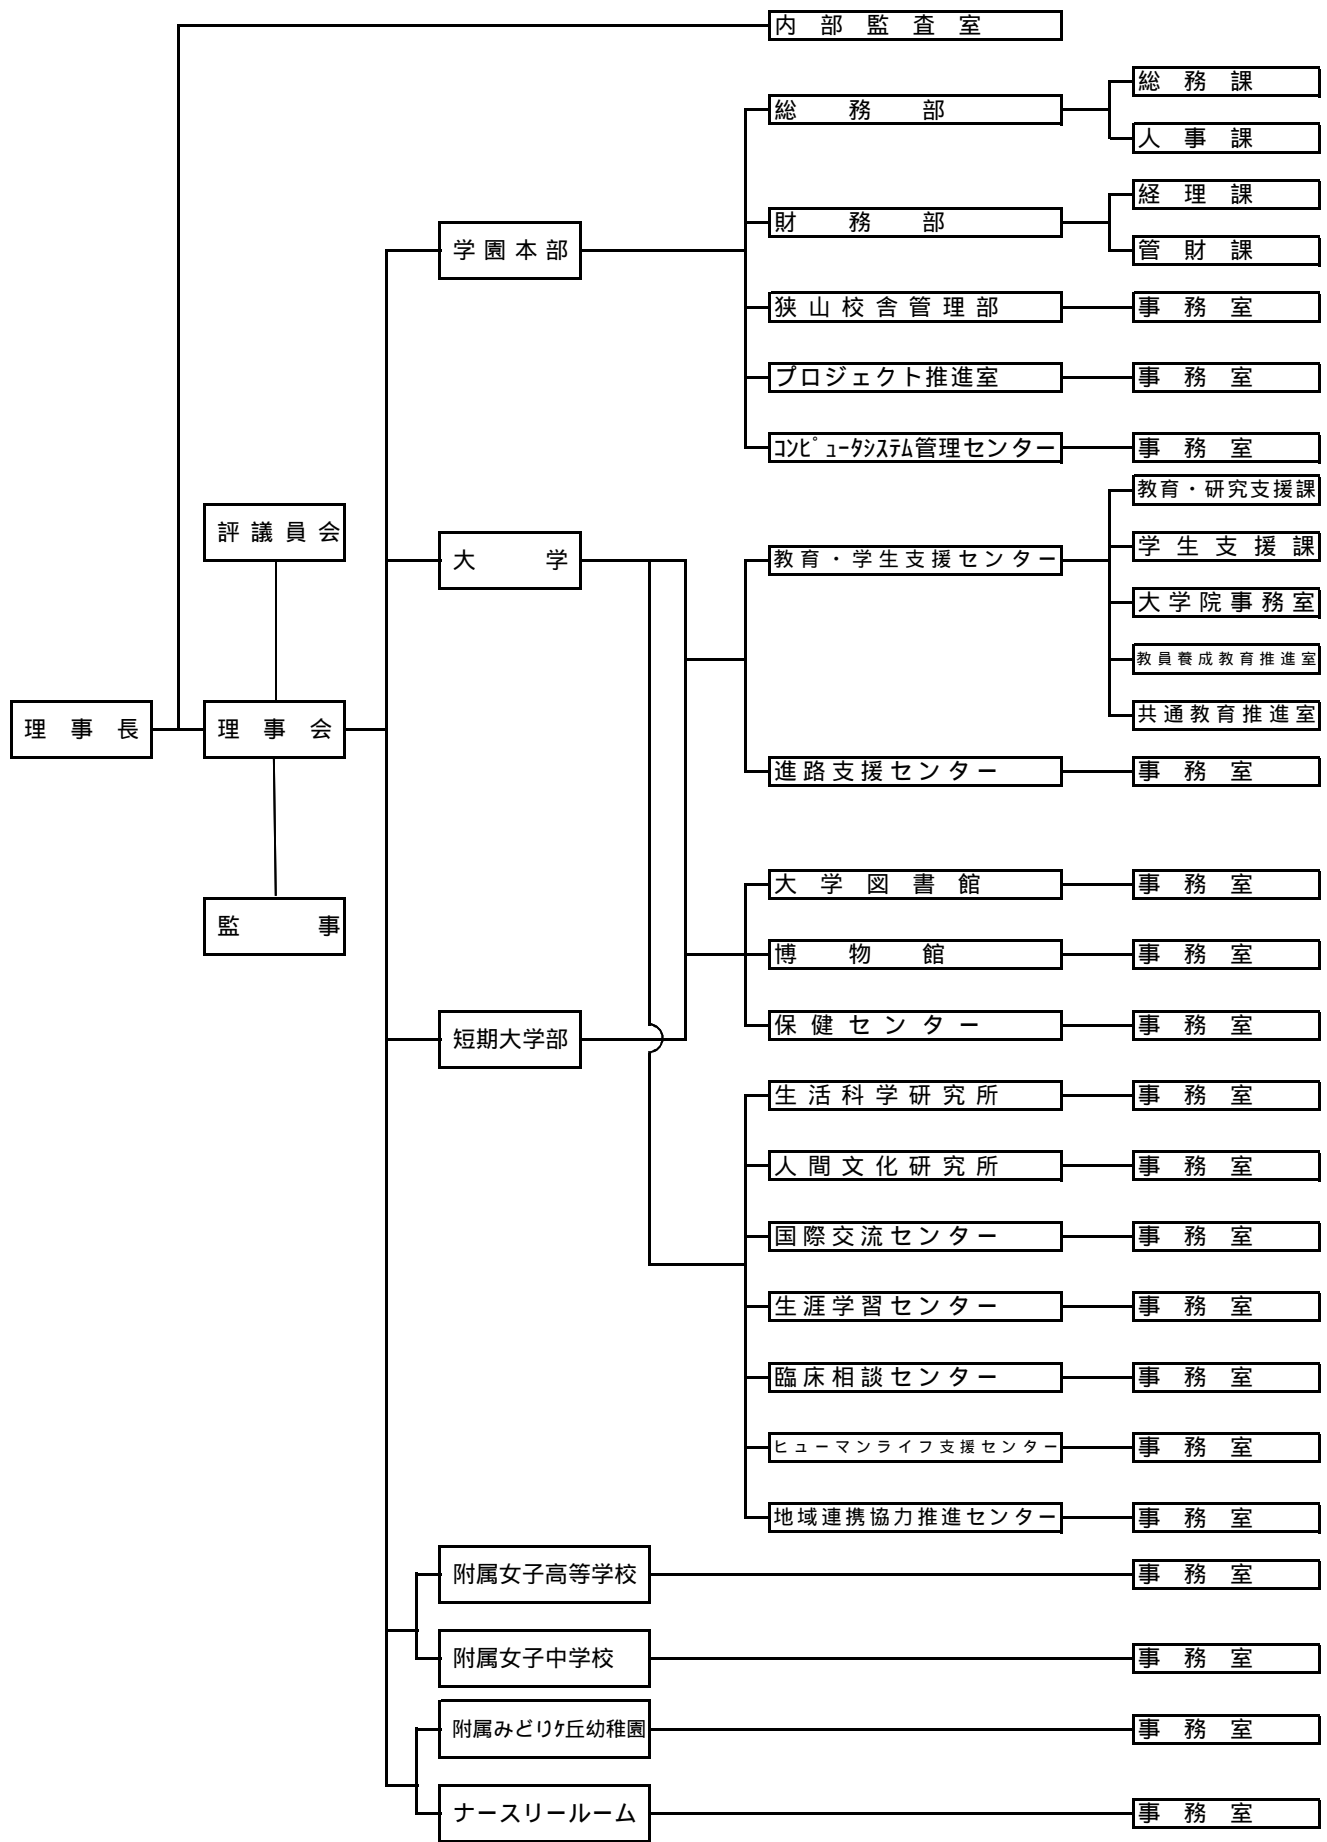 内部監査室
総務課
総務部
人事課
経理課
財務部
学園本部
管財課
狭山校舎管理部 事務室
プロジェクト推進室 事務室
ｺﾝﾋﾟｭｰﾀｼｽﾃﾑ管理センター 事務室
教育・研究支援課
評議員会
学生支援課
大学
教育・学生支援センター
大学院事務室
教員養成教育推進室
共通教育推進室
理事長 理事会
進路支援センター 事務室
大学図書館 事務室
監事
博物館 事務室
保健センター 事務室
短期大学部
生活科学研究所 事務室
人間文化研究所 事務室
国際交流センター 事務室
生涯学習センター 事務室
臨床相談センター 事務室
ヒューマンライフ支援センター 事務室
地域連携協力推進センター 事務室
附属女子高等学校 事務室
附属女子中学校 事務室
附属みどりｹ丘幼稚園 事務室
ナースリールーム 事務室